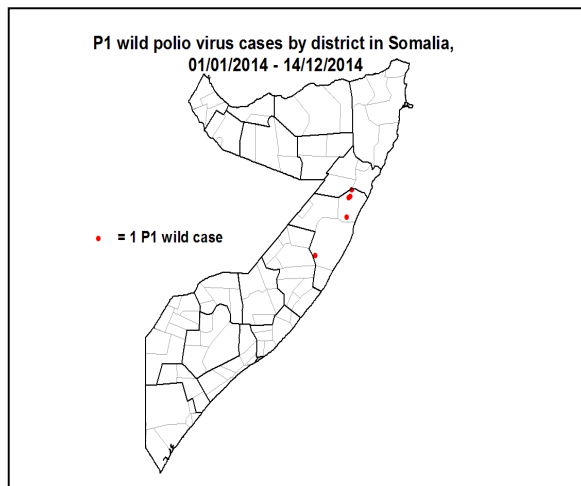 P1 wild polio virus cases by district in Somalia,
01/01/2014 - 14/12/2014
= 1 P1 wild case